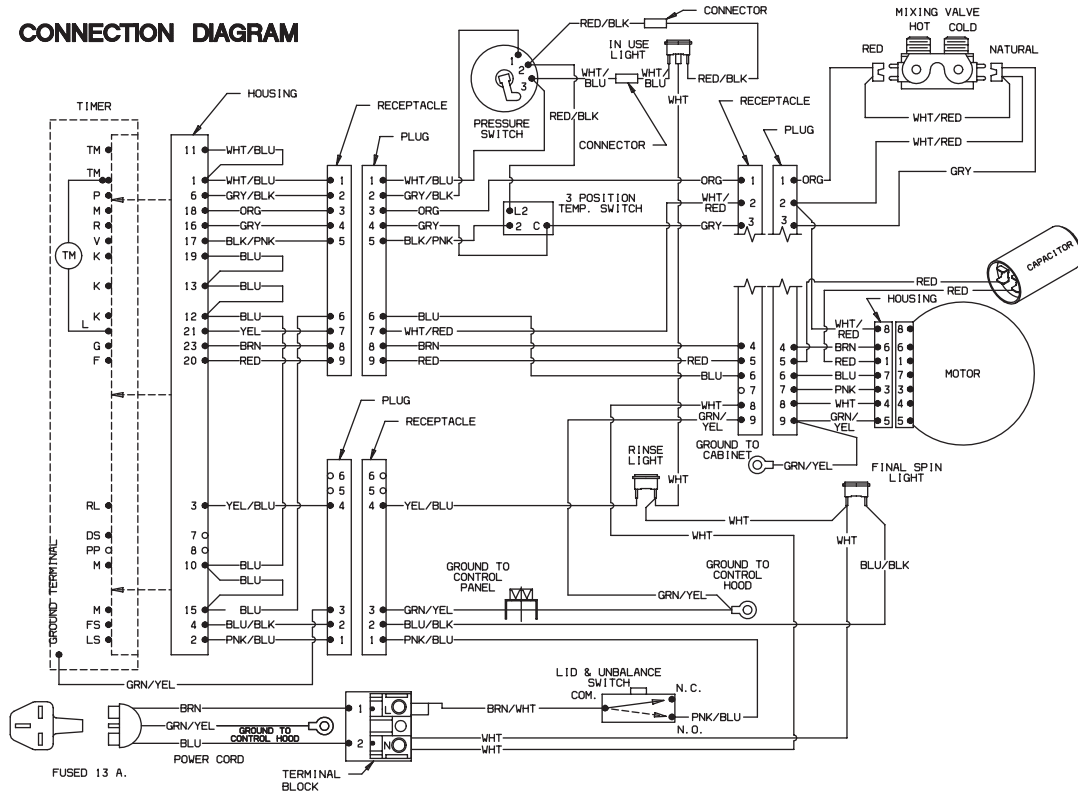 CONNECTION DIAGRAM
CONNECTOR
RED/BLK
IN USE
LIGHT
MIXING VALVE
HOT COLD
RED
NATURAL
1
2
3
WHT/
BLU
WHT/
BLU
RED/BLK
WHT
RED/BLK
PRESSURE
SWITCH
CONNECTOR
WHT/RED
WHT/RED
GRY
TIMER
HOUSING
RECEPTACLE
PLUG
RECEPTACLE
PLUG
TM
TM
P
M
R
V
K
K
K
L
G
F
TM
11 WHT/BLU
1 WHT/BLU 1
6 GRY/BLK 2
18 ORG 3
16 GRY 4
17 BLK/PNK 5
19 BLU
13 BLU
12 BLU 6
21 YEL 7
23 BRN 8
20 RED 9
1 WHT/BLU
2 GRY/BLK
3 ORG
4 GRY
5 BLK/PNK
6 BLU
7 WHT/RED
8 BRN
9 RED
3 POSITION
TEMP. SWITCH
L2
2 C
ORG 1
WHT/
RED 2
GRY 3
1 ORG
2
3
CAPACITOR
RED
RED
HOUSING
4
RED 5
BLU 6
7
WHT 8
GRN/
YEL 9
4 BRN 6 6
5 RED 1 1
6 BLU 7 7
7 PNK 3 3
8 WHT 4 4
9 GRN/
YEL 5 5
WHT/
RED 8 8
MOTOR
GROUND TO
CABINET
GRN/YEL
PLUG
RECEPTACLE
6 6
5 5
4 4
RL 3 YEL/BLU YEL/BLU
DS 7
PP 8
M 10 BLU
BLU
M 15 BLU 3
FS 4 BLU/BLK 2
LS 2 PNK/BLU 1
3 GRN/YEL
2 BLU/BLK
1 PNK/BLU
GROUND TERMINAL
GRN/YEL
RINSE
LIGHT
WHT
WHT
WHT
FINAL SPIN
LIGHT
WHT
BLU/BLK
GROUND TO
CONTROL
PANEL
GROUND TO
CONTROL
HOOD
GRN/YEL
LID & UNBALANCE
SWITCH
COM.
N.C.
N.O.
BRN/WHT
PNK/BLU
WHT
WHT
BRN
GRN/YEL
BLU
GROUND TO
CONTROL HOOD
1 L
2 N
POWER CORD
FUSED 13 A.
TERMINAL
BLOCK